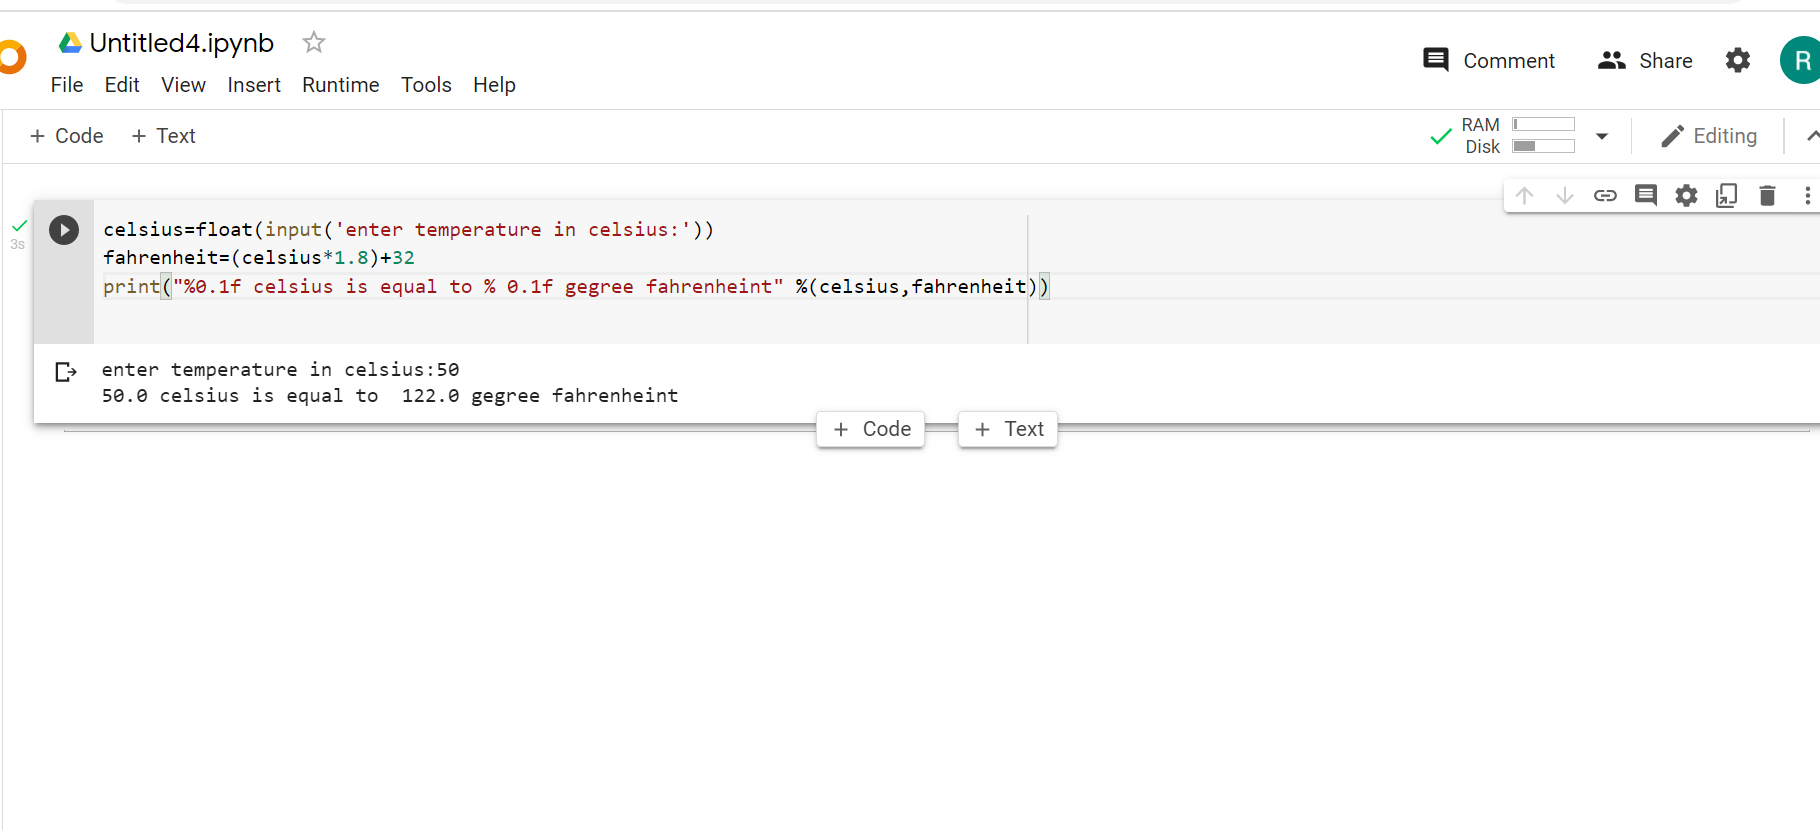 Untitled4.ipynb
File Edit View Insert Runtime Tools Help
Comment Share R
+ Code + Text
RAM
Disk
Editing
3s
celsius=float(input('enter temperature in celsius:'))
fahrenheit=(celsius*1.8)+32
print("%0.1f celsius is equal to % 0.1f gegree fahrenheint" %(celsius,fahrenheit))
enter temperature in celsius:50
50.0 celsius is equal to  122.0 gegree fahrenheint
+ Code + Text